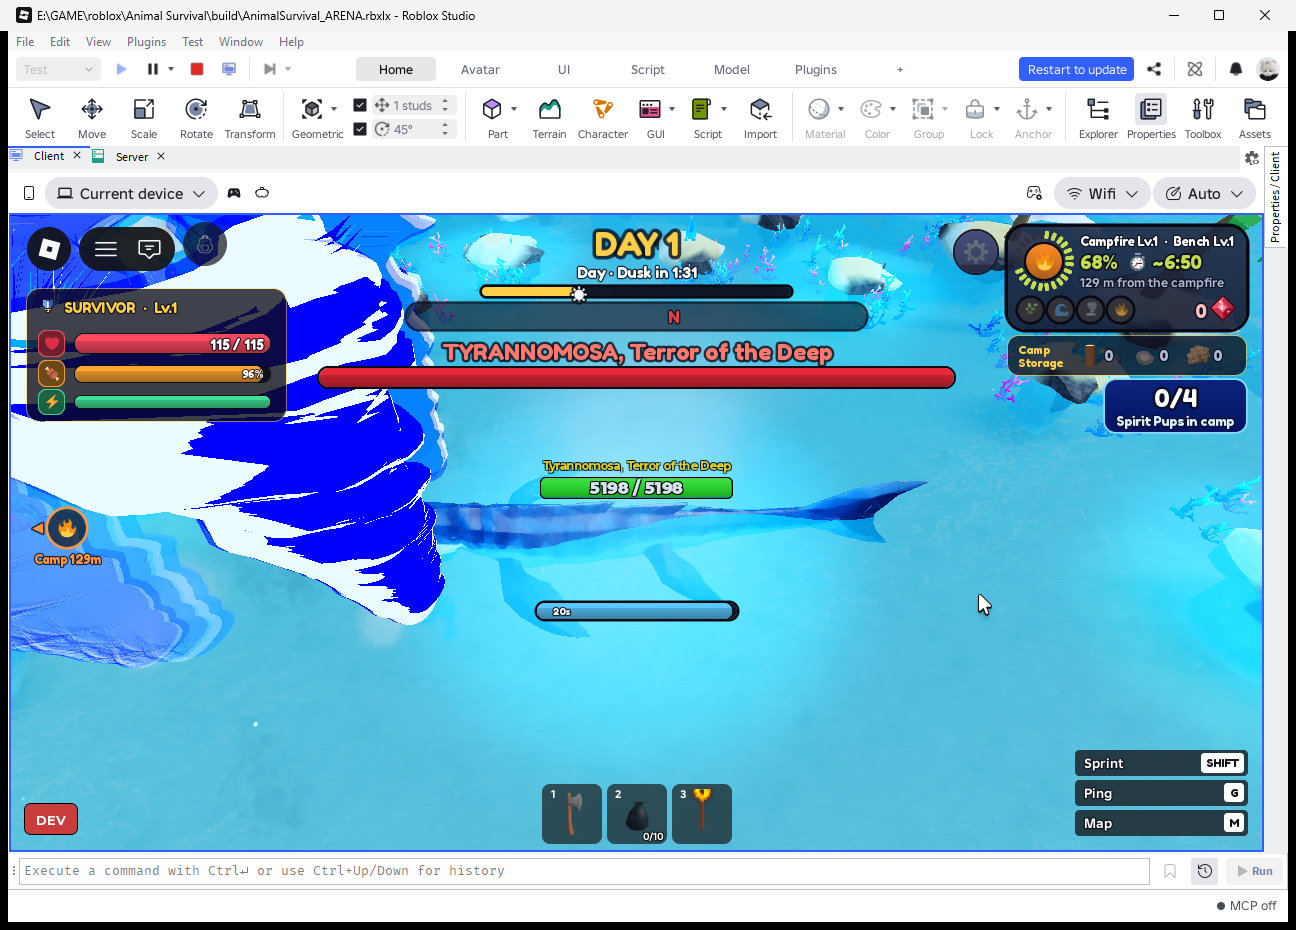 E:\GAME\roblox\Animal Survival\build\AnimalSurvival_ARENA.rbxlx - Roblox Studio
File Edit View Plugins Test Window Help
Test
Home Avatar UI Script Model Plugins +
Restart to update
1 studs
45°
Select Move Scale Rotate Transform Geometric Part Terrain Character GUI Script Import Material Color Group Lock Anchor Explorer Properties Toolbox Assets
Client Server
Properties / Client
Current device
Wifi
Auto
DAY 1
Day · Dusk in 1:31
N
TYRANNOMOSA, Terror of the Deep
SURVIVOR · Lv.1
115 / 115
96%
Campfire Lv.1 · Bench Lv.1
68% ~6:50
129 m from the campfire
0
Camp Storage 0 0 0
0/4
Spirit Pups in camp
Tyrannomosa, Terror of the Deep
5198 / 5198
Camp 129m
20s
Sprint SHIFT
Ping G
Map M
DEV
1 2 3
0/10
Execute a command with Ctrl↵ or use Ctrl+Up/Down for history
Run
MCP off